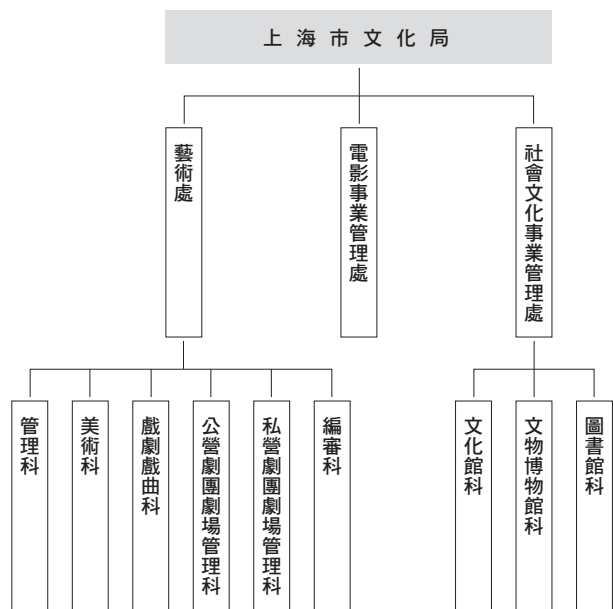 上海市文化局
藝術處
電影事業管理處
社會文化事業管理處
管理科
美術科
戲劇戲曲科
公營劇團劇場管理科
私營劇團劇場管理科
編審科
文化館科
文物博物館科
圖書館科